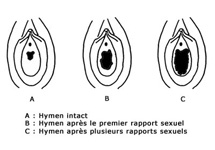 A B C
A : Hymen intact
B : Hymen après le premier rapport sexuel
C : Hymen après plusieurs rapports sexuels